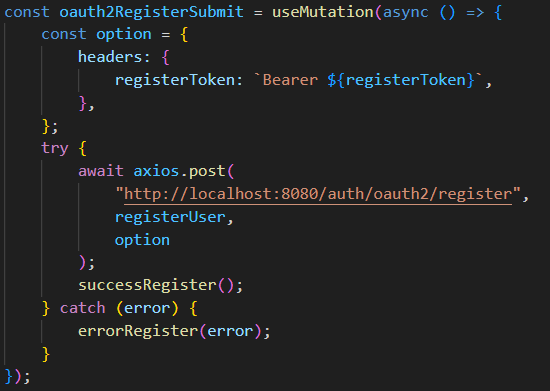 const oauth2RegisterSubmit = useMutation(async () => {
    const option = {
        headers: {
            registerToken: `Bearer ${registerToken}`,
        },
    };
    try {
        await axios.post(
            "http://localhost:8080/auth/oauth2/register",
            registerUser,
            option
        );
        successRegister();
    } catch (error) {
        errorRegister(error);
    }
});